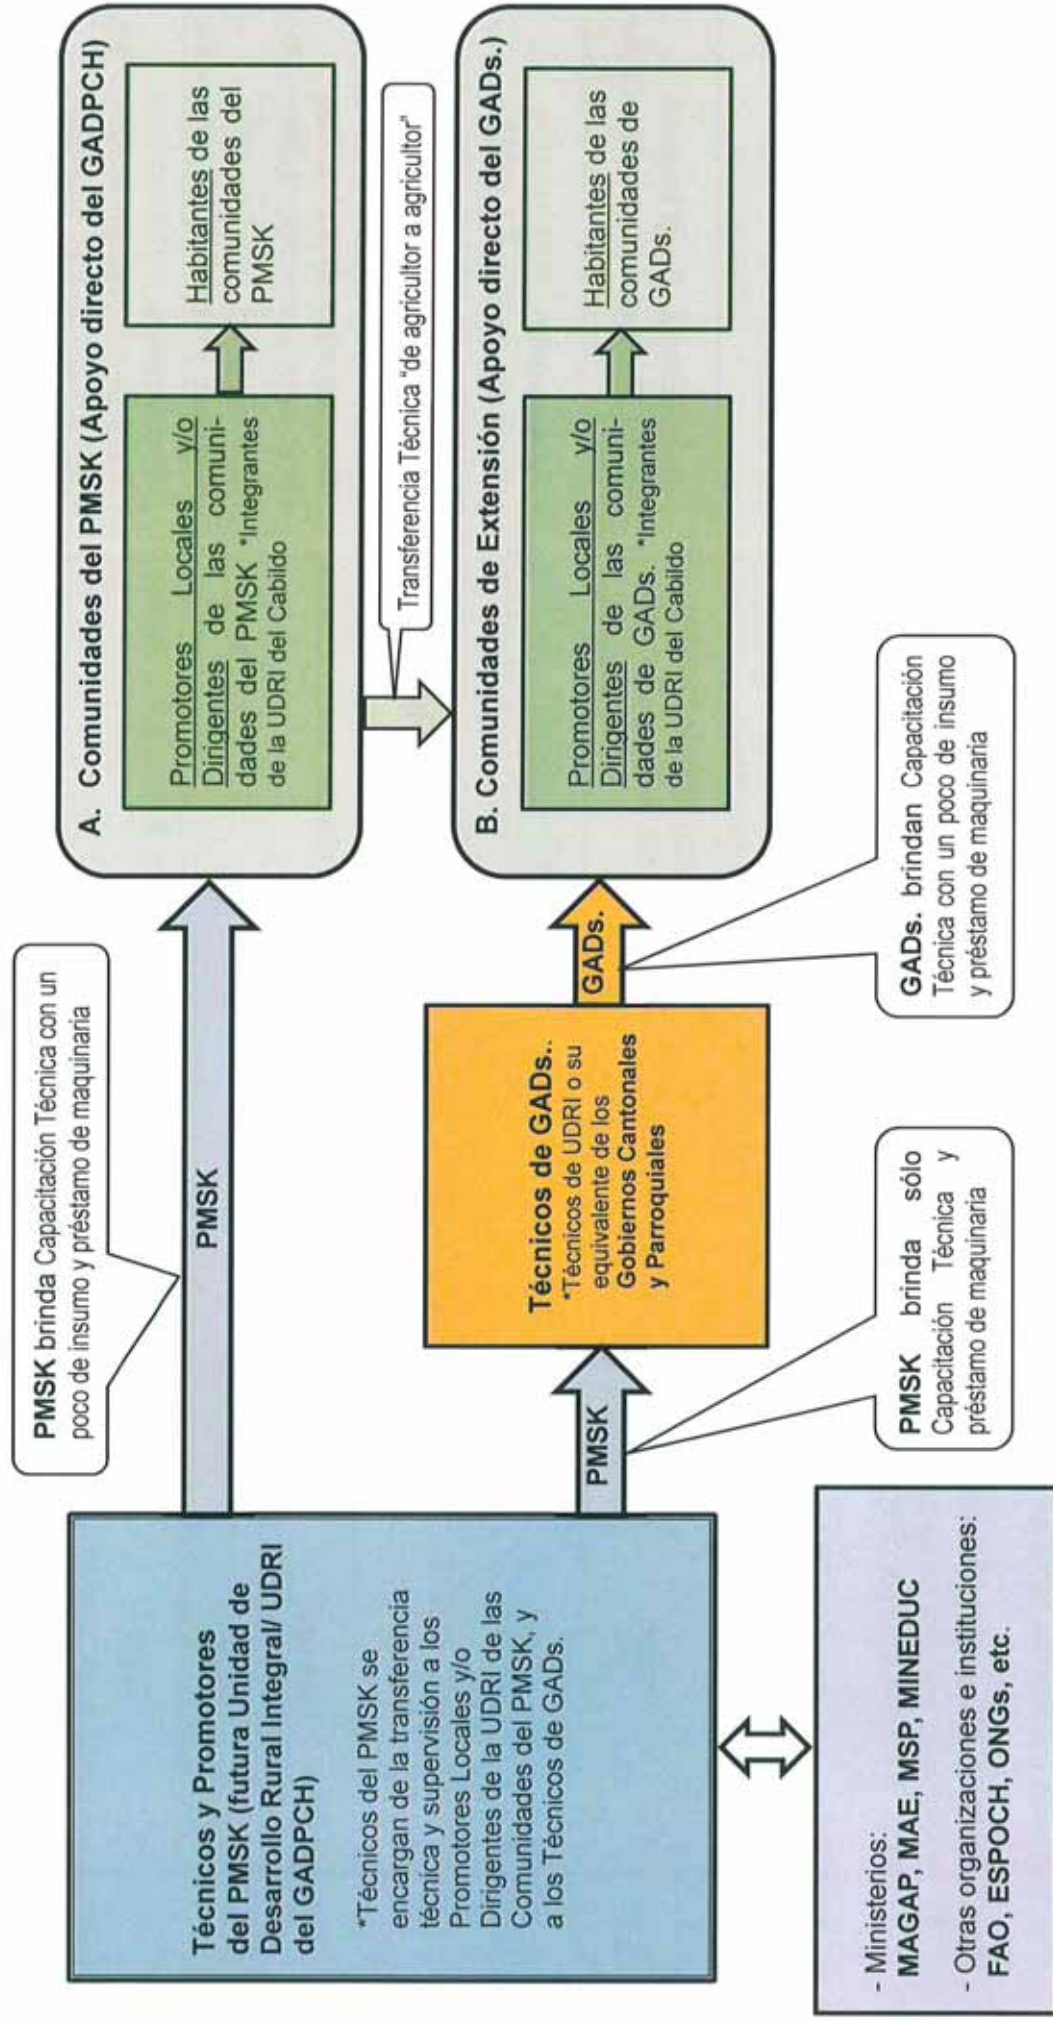 PMSK brinda Capacitación Técnica con un
poco de insumo y préstamo de maquinaria
Técnicos y Promotores
del PMSK (futura Unidad de
Desarrollo Rural Integral/ UDRI
del GADPCH)
*Técnicos del PMSK se
encargan de la transferencia
técnica y supervisión a los
Promotores Locales y/o
Dirigentes de la UDRI de las
Comunidades del PMSK, y
a los Técnicos de GADs.
PMSK
A. Comunidades del PMSK (Apoyo directo del GADPCH)
Promotores Locales y/o
Dirigentes de las comuni-
dades del PMSK *Integrantes
de la UDRI del Cabildo
Habitantes de las
comunidades del
PMSK
Transferencia Técnica "de agricultor a agricultor"
PMSK
Técnicos de GADs..
*Técnicos de UDRI o su
equivalente de los
Gobiernos Cantonales
y Parroquiales
GADs.
B. Comunidades de Extensión (Apoyo directo del GADs.)
Promotores Locales y/o
Dirigentes de las comuni-
dades de GADs. *Integrantes
de la UDRI del Cabildo
Habitantes de las
comunidades de
GADs.
- Ministerios:
MAGAP, MAE, MSP, MINEDUC
- Otras organizaciones e instituciones:
FAO, ESPOCH, ONGs, etc.
PMSK brinda sólo
Capacitación Técnica y
préstamo de maquinaria
GADs. brindan Capacitación
Técnica con un poco de insumo
y préstamo de maquinaria